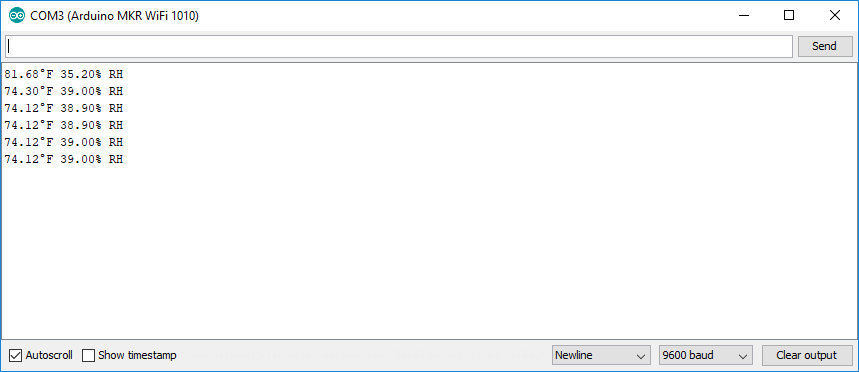 COM3 (Arduino MKR WiFi 1010)
Send
81.68°F 35.20% RH
74.30°F 39.00% RH
74.12°F 38.90% RH
74.12°F 38.90% RH
74.12°F 39.00% RH
74.12°F 39.00% RH
Autoscroll Show timestamp Newline 9600 baud Clear output